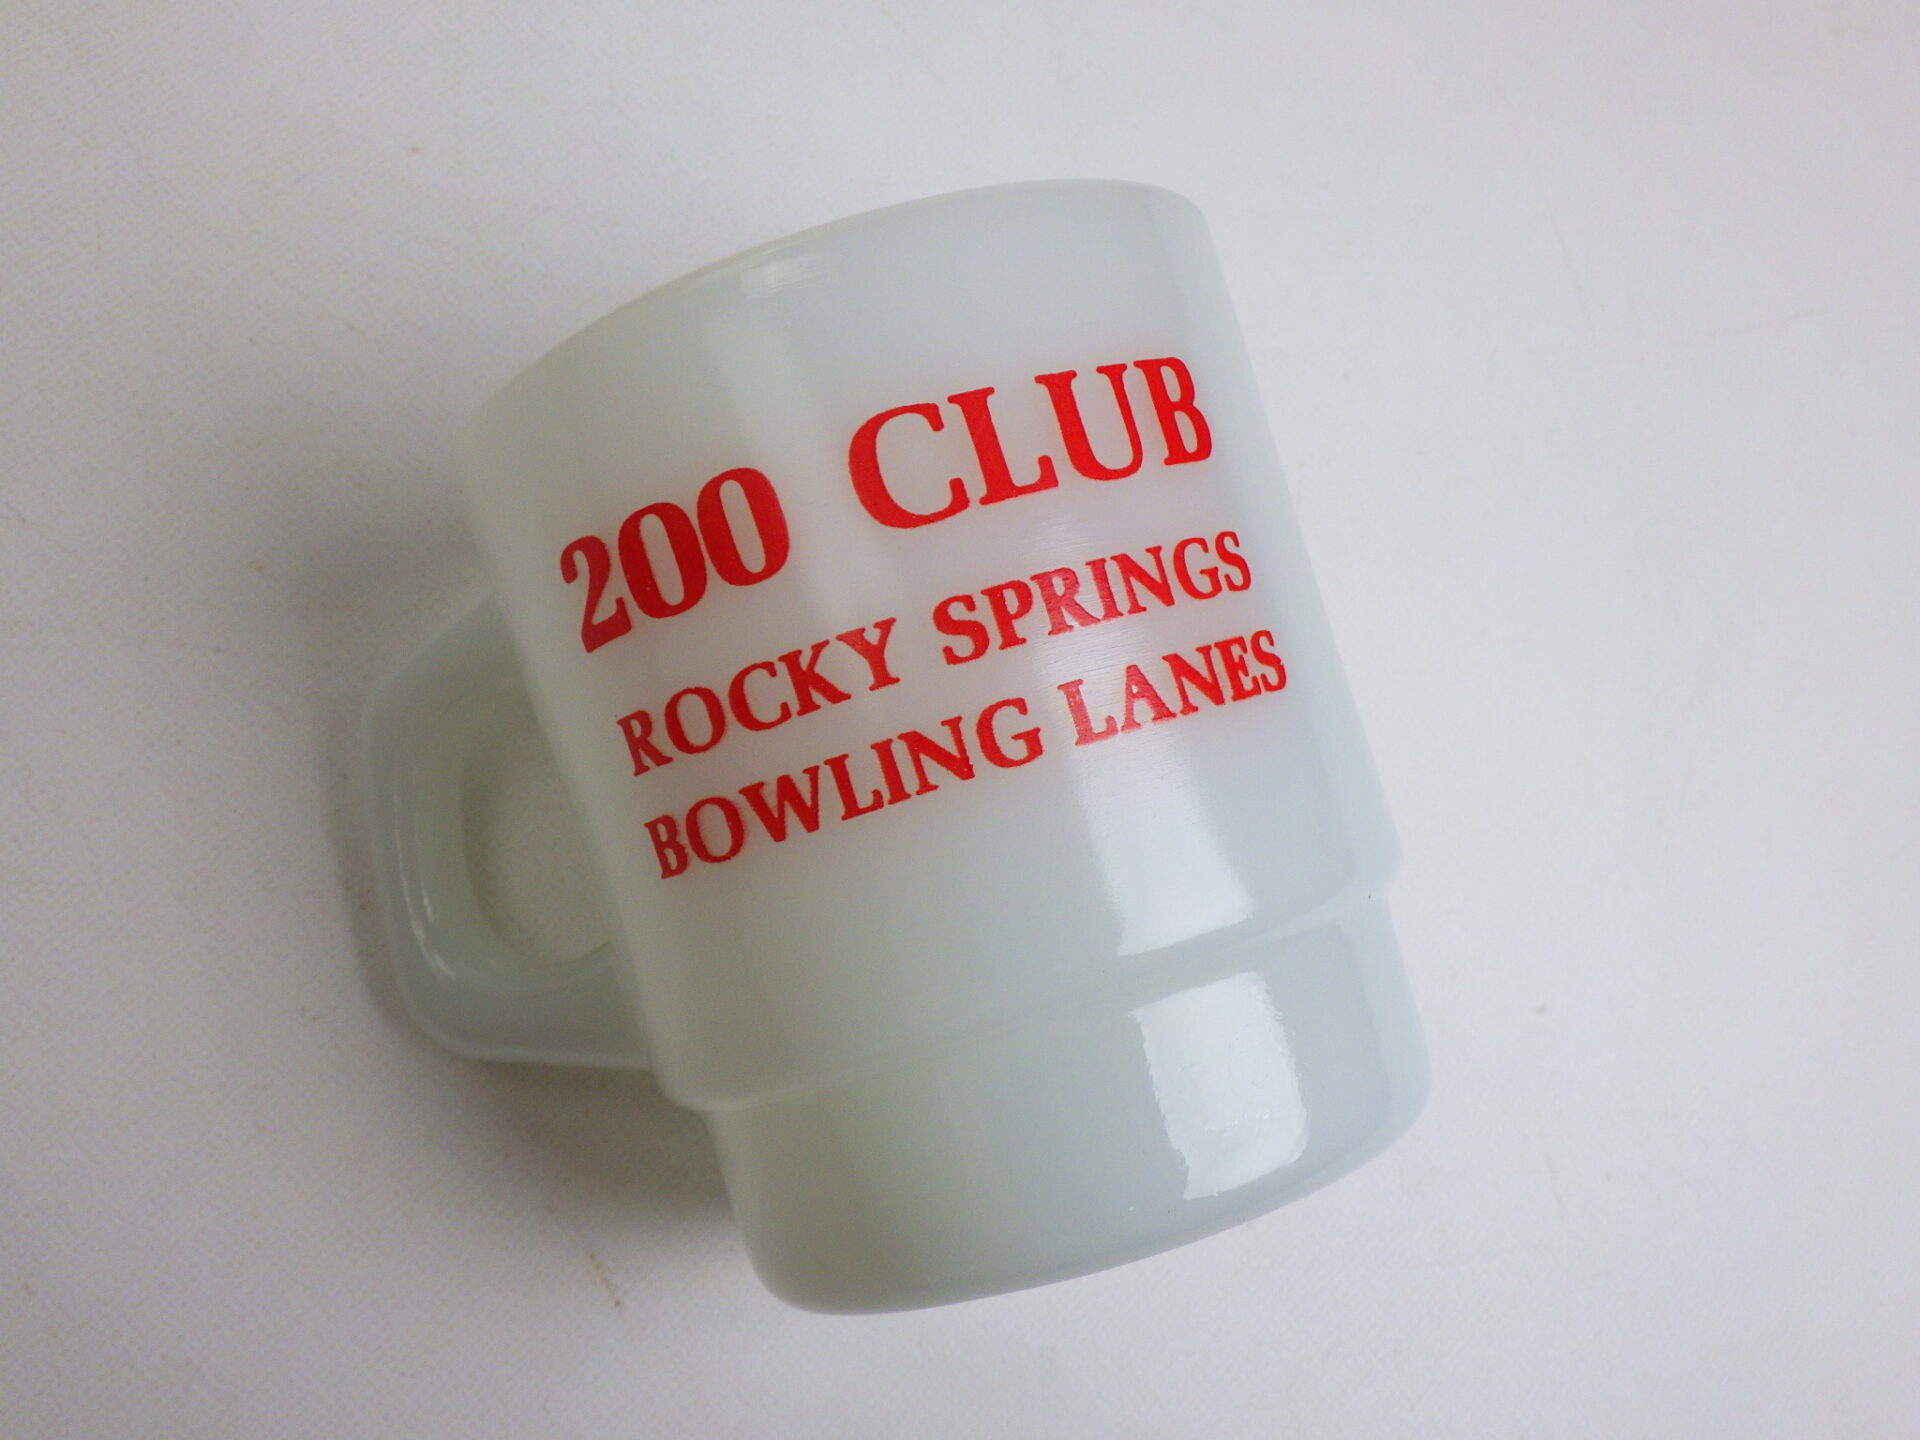 200 CLUB
ROCKY SPRINGS
BOWLING LANES